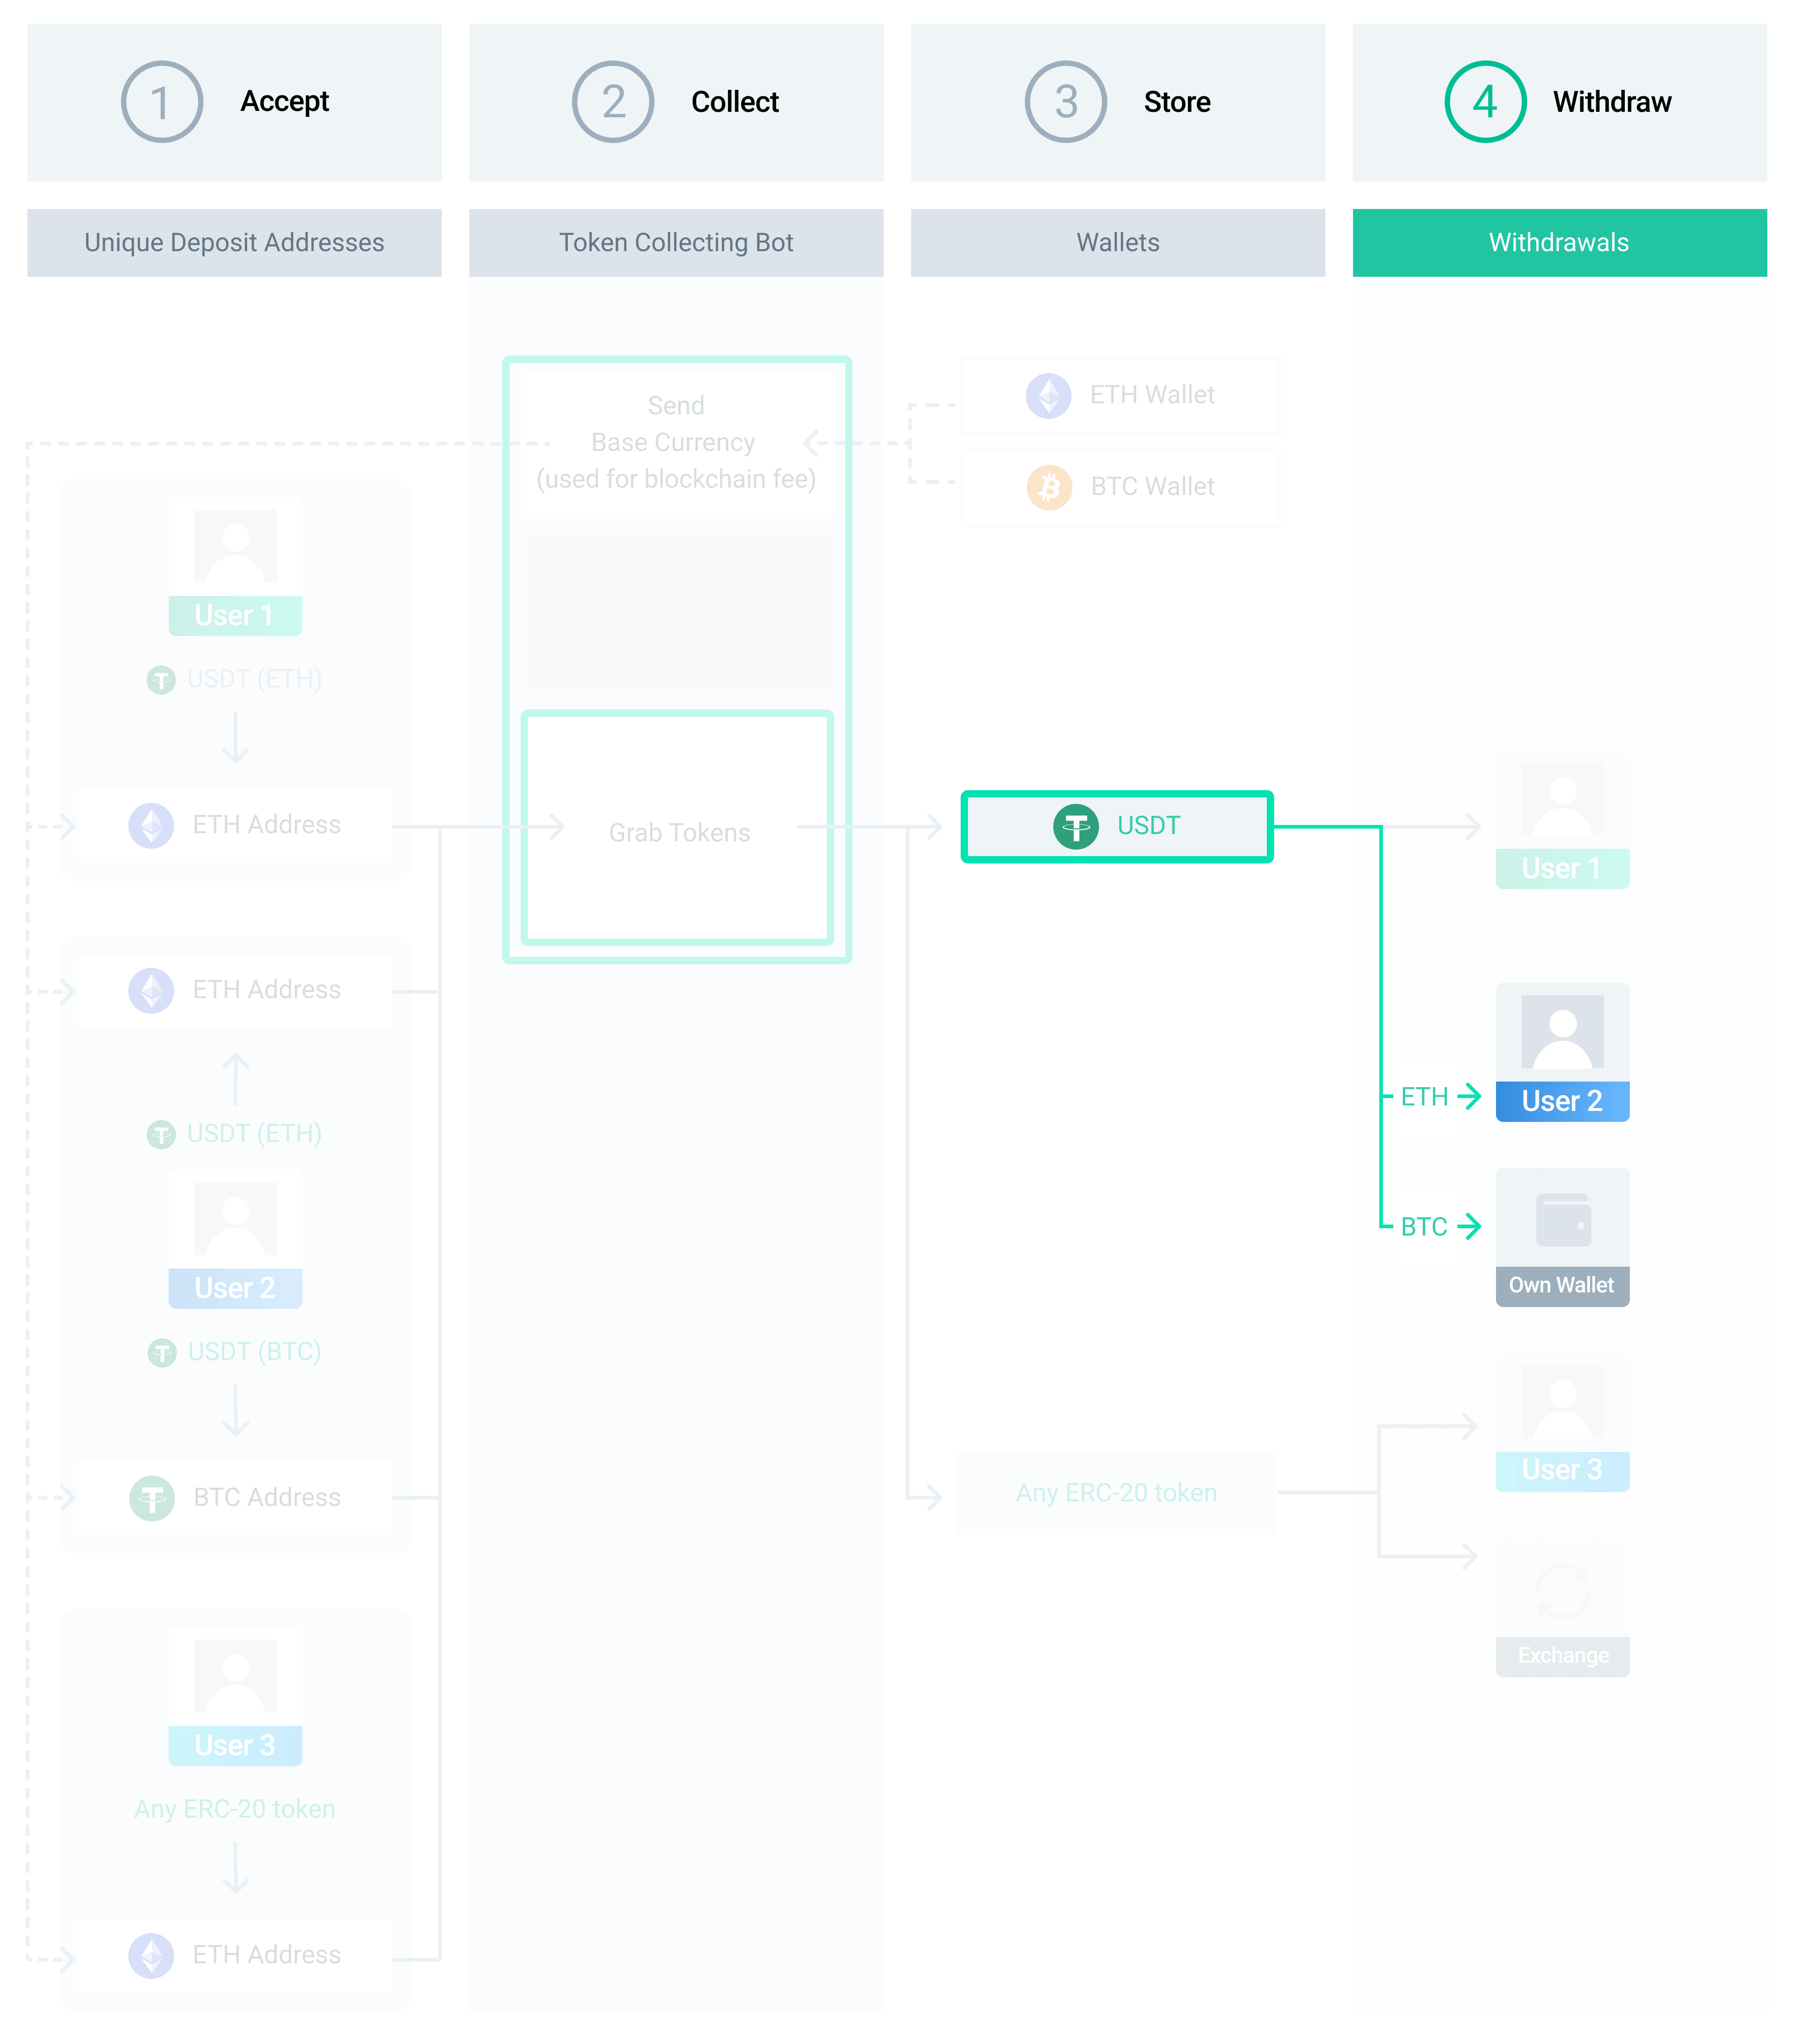 1
Accept
2
Collect
3
Store
4
Withdraw
Unique Deposit Addresses
Token Collecting Bot
Wallets
Withdrawals
Send
Base Currency
(used for blockchain fee)
ETH Wallet
BTC Wallet
User 1
USDT (ETH)
ETH Address
Grab Tokens
USDT
User 1
ETH Address
USDT (ETH)
User 2
USDT (BTC)
BTC Address
ETH
User 2
BTC
Own Wallet
Any ERC-20 token
User 3
Exchange
User 3
Any ERC-20 token
ETH Address